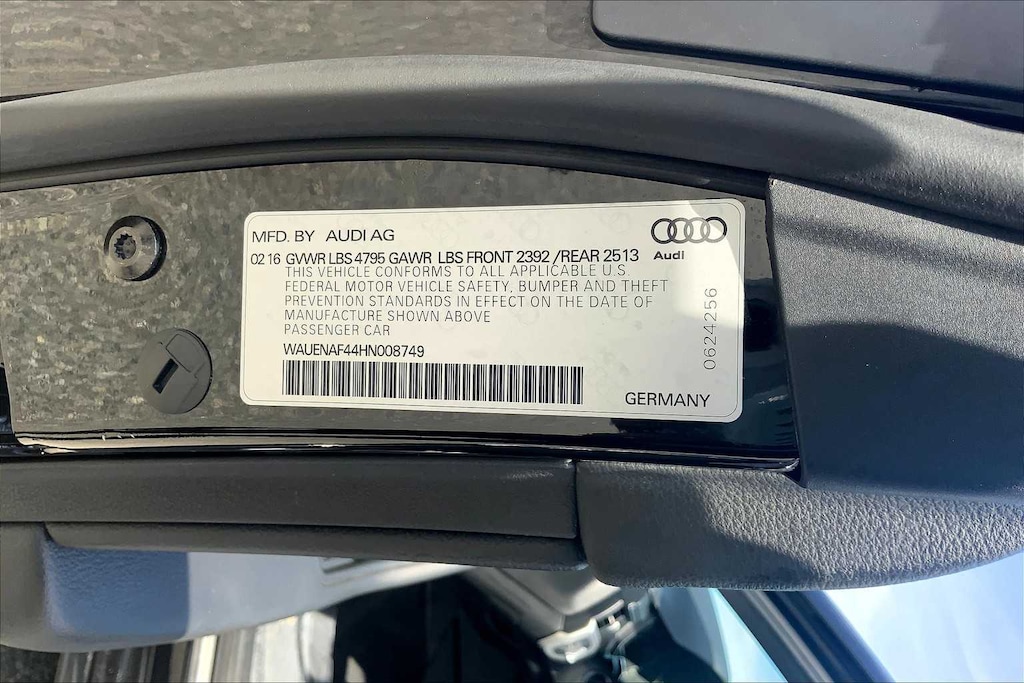 MFD. BY AUDI AG
Audi
02 16 GVWR LBS 4795 GAWR LBS FRONT 2392 /REAR 2513
THIS VEHICLE CONFORMS TO ALL APPLICABLE U.S.
FEDERAL MOTOR VEHICLE SAFETY, BUMPER AND THEFT
PREVENTION STANDARDS IN EFFECT ON THE DATE OF
MANUFACTURE SHOWN ABOVE
PASSENGER CAR
WAUENAF44HN008749
GERMANY
0624256